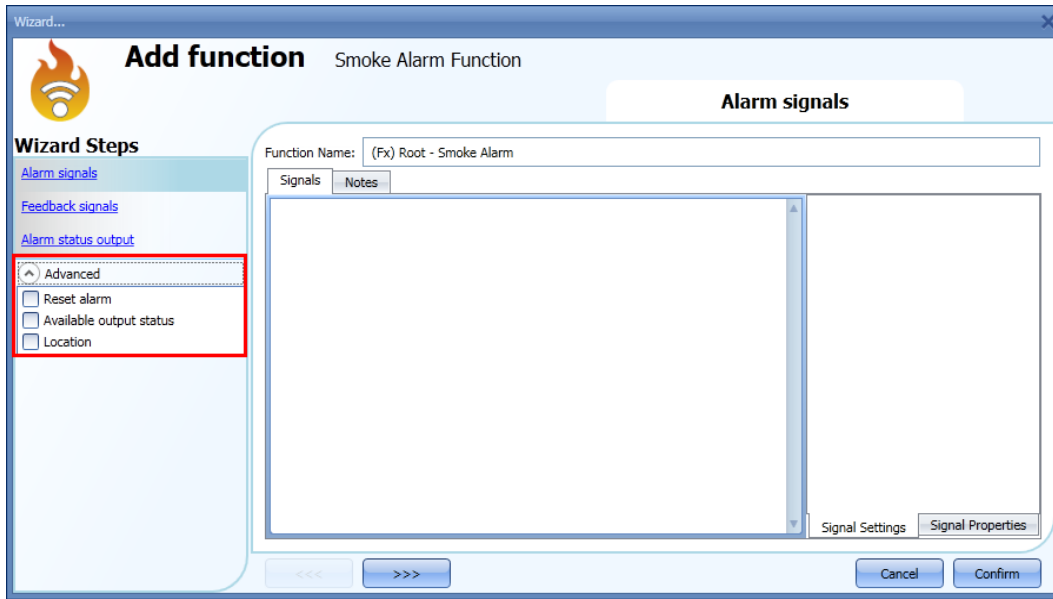 Wizard...
Add function Smoke Alarm Function
Alarm signals
Wizard Steps
Alarm signals
Feedback signals
Alarm status output
Advanced
Reset alarm
Available output status
Location
Function Name: (Fx) Root - Smoke Alarm
Signals Notes
Signal Settings Signal Properties
<<< >>> Cancel Confirm